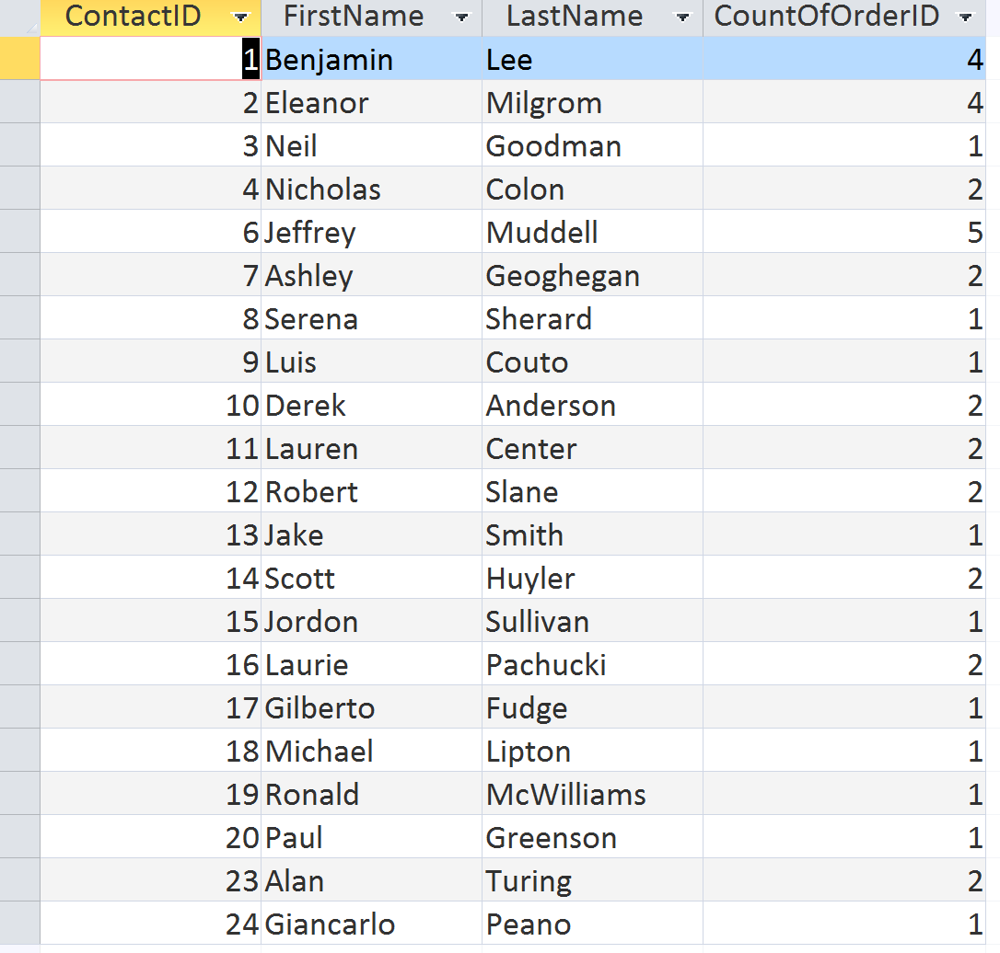 ContactID FirstName LastName CountOfOrderID
1 Benjamin Lee 4
2 Eleanor Milgrom 4
3 Neil Goodman 1
4 Nicholas Colon 2
6 Jeffrey Muddell 5
7 Ashley Geoghegan 2
8 Serena Sherard 1
9 Luis Couto 1
10 Derek Anderson 2
11 Lauren Center 2
12 Robert Slane 2
13 Jake Smith 1
14 Scott Huyler 2
15 Jordon Sullivan 1
16 Laurie Pachucki 2
17 Gilberto Fudge 1
18 Michael Lipton 1
19 Ronald McWilliams 1
20 Paul Greenson 1
23 Alan Turing 2
24 Giancarlo Peano 1